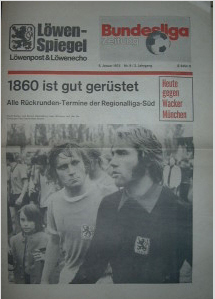 Löwen-
Spiegel
Löwenpost & Löwenecho
Bundesliga
Zeitung
1860 ist gut gerüstet
Alle Rückrunden-Termine der Regionalliga-Süd
Heute
gegen
Wacker
München